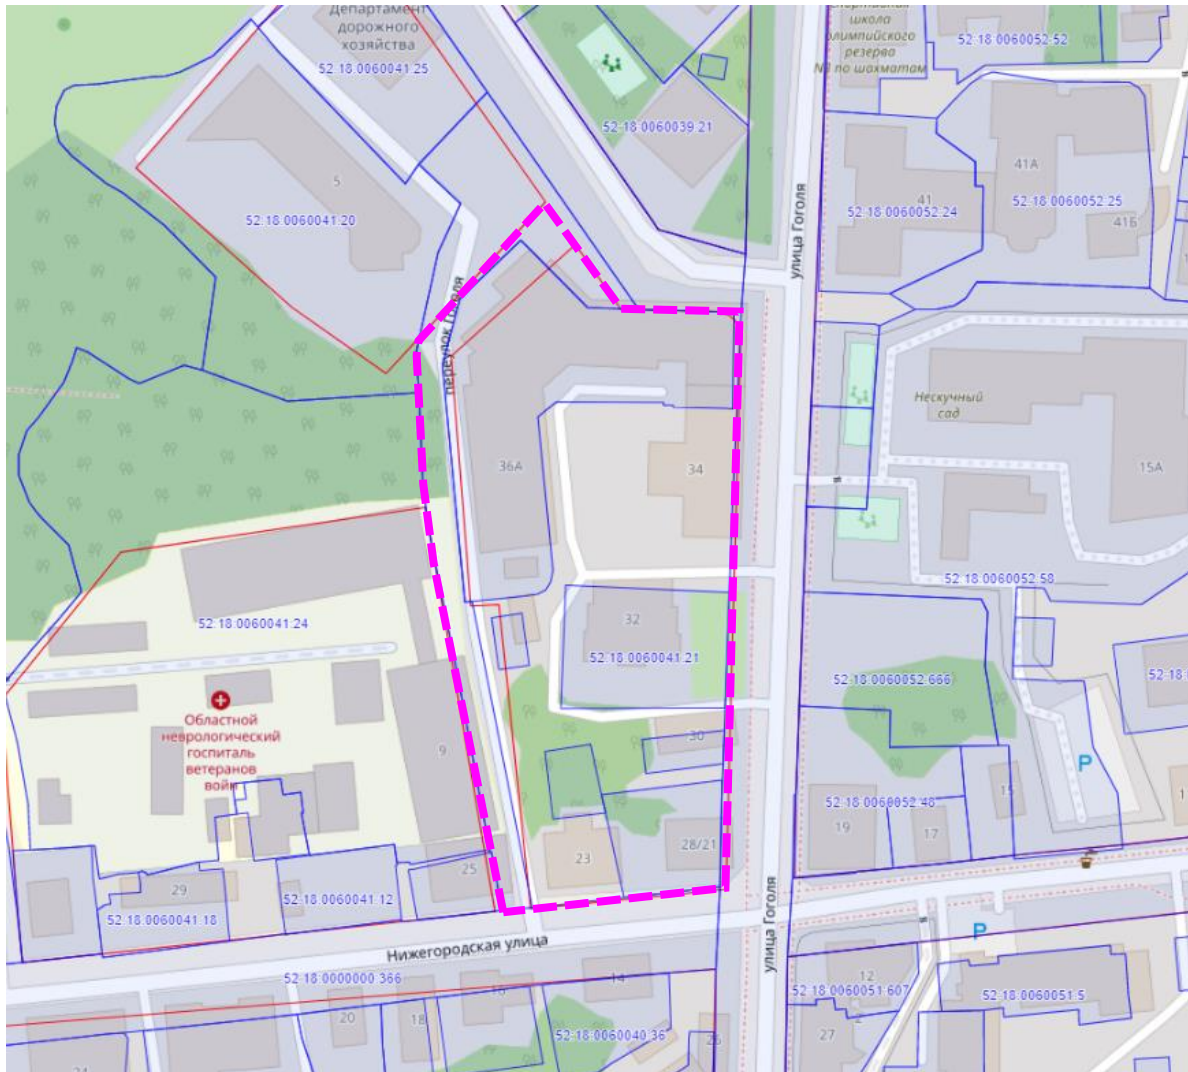 Департамент
дорожного
хозяйства
52:18:0060041:25
школа
олимпийского
резерва
по шахматам
52:18:0060052:52
52:18:0060039:21
5
52:18:0060041:20
улица Гоголя
41А
41
52:18:0060052:24
52:18:0060052:25
41Б
переулок Гоголя
Нескучный
сад
36А
34
15А
52:18:0060052:58
52:18:0060041:24
32
52:18:0060041:21
52:18:0060052:666
Областной
неврологический
госпиталь
ветеранов
войн
9
30
P
52:18:0060052:48
15
19
17
28/21
23
25
29
52:18:0060041:18
52:18:0060041:12
улица Гоголя
P
Нижегородская улица
52:18:0000000:366
14
16
12
52:18:0060051:607
52:18:0060051:5
20
18
2
27
52:18:0060040:36
26